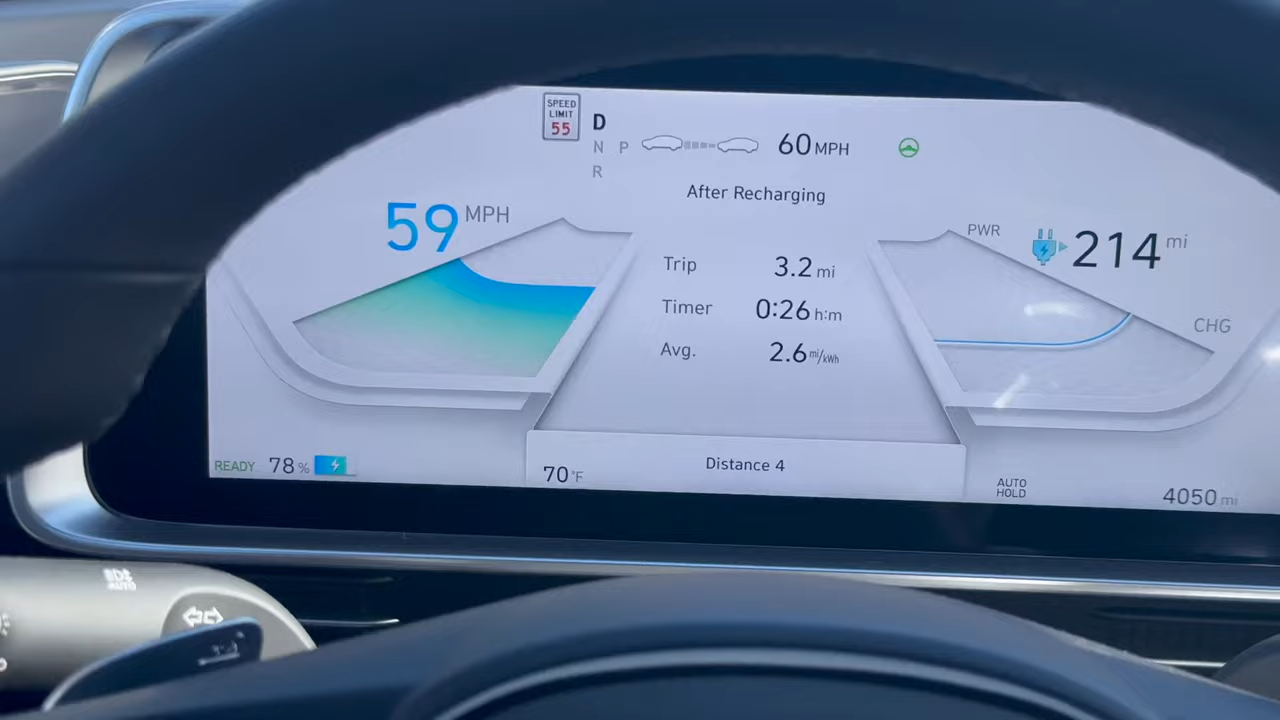 SPEED
LIMIT
55
D
N P
R
60 MPH
After Recharging
59 MPH
PWR
214 mi
CHG
Trip 3.2 mi
Timer 0:26 h:m
Avg. 2.6 mi/kWh
READY 78 %
70 °F
Distance 4
AUTO
HOLD
4050 mi
AUTO